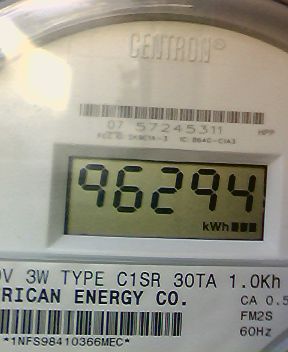 CENTRON®
07 57245311 HPP
96294
kWh
0V 3W TYPE C1SR 30TA 1.0Kh
RICAN ENERGY CO. CA 0.5
FM2S
60Hz
*1NFS98410366MEC*